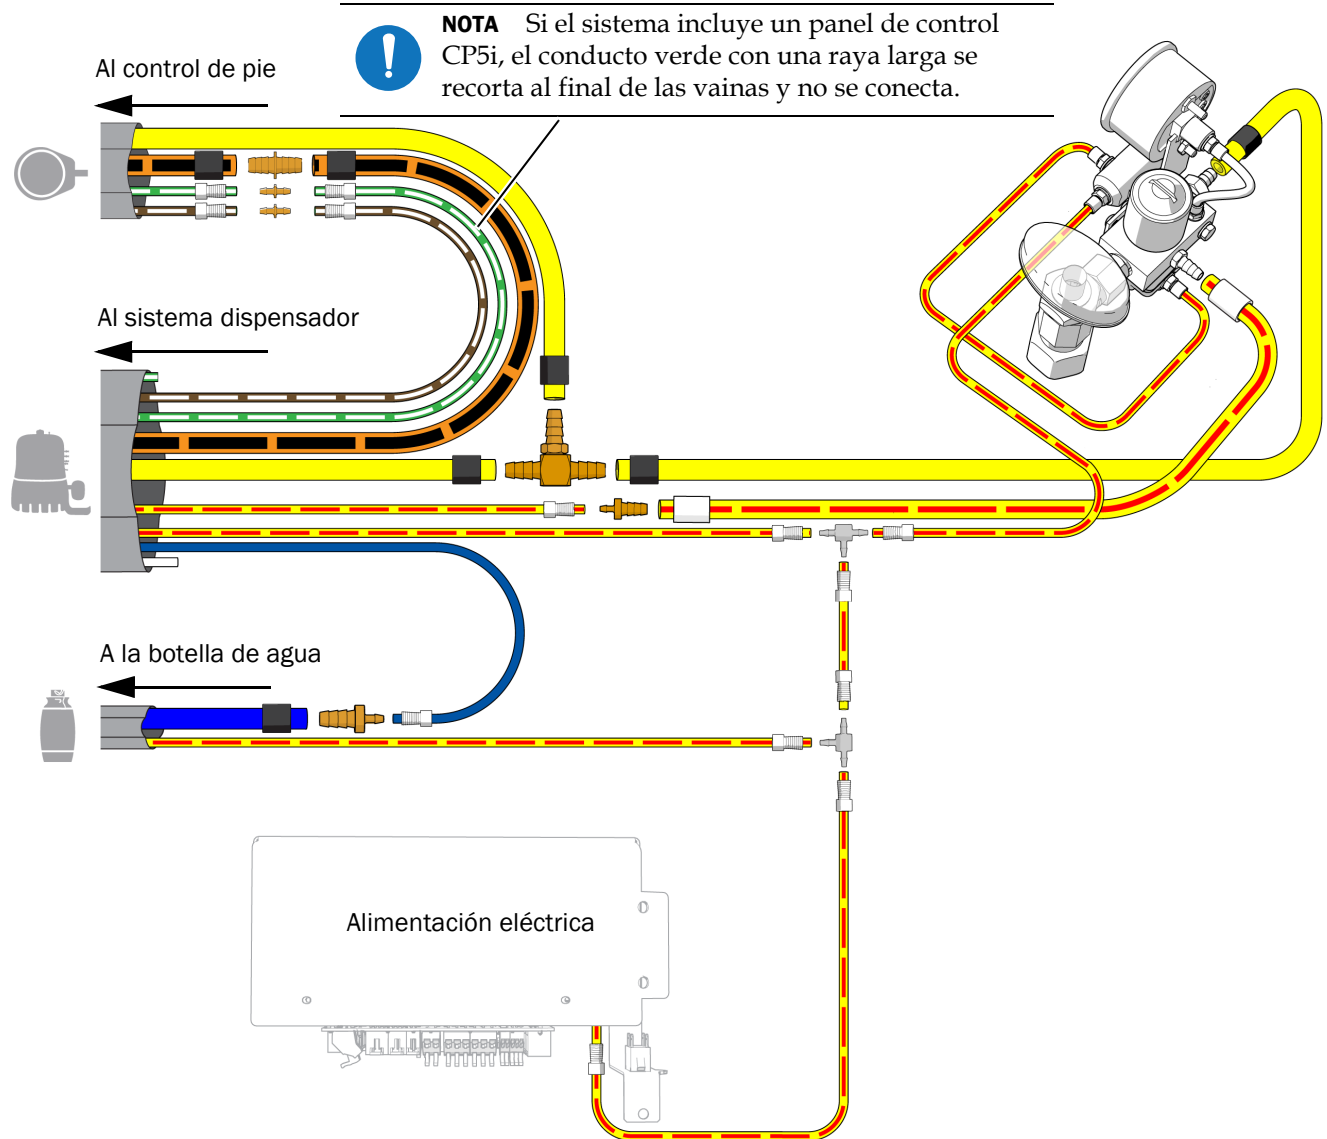 NOTA Si el sistema incluye un panel de control
CP5i, el conducto verde con una raya larga se
recorta al final de las vainas y no se conecta.
Al control de pie
Al sistema dispensador
A la botella de agua
Alimentación eléctrica